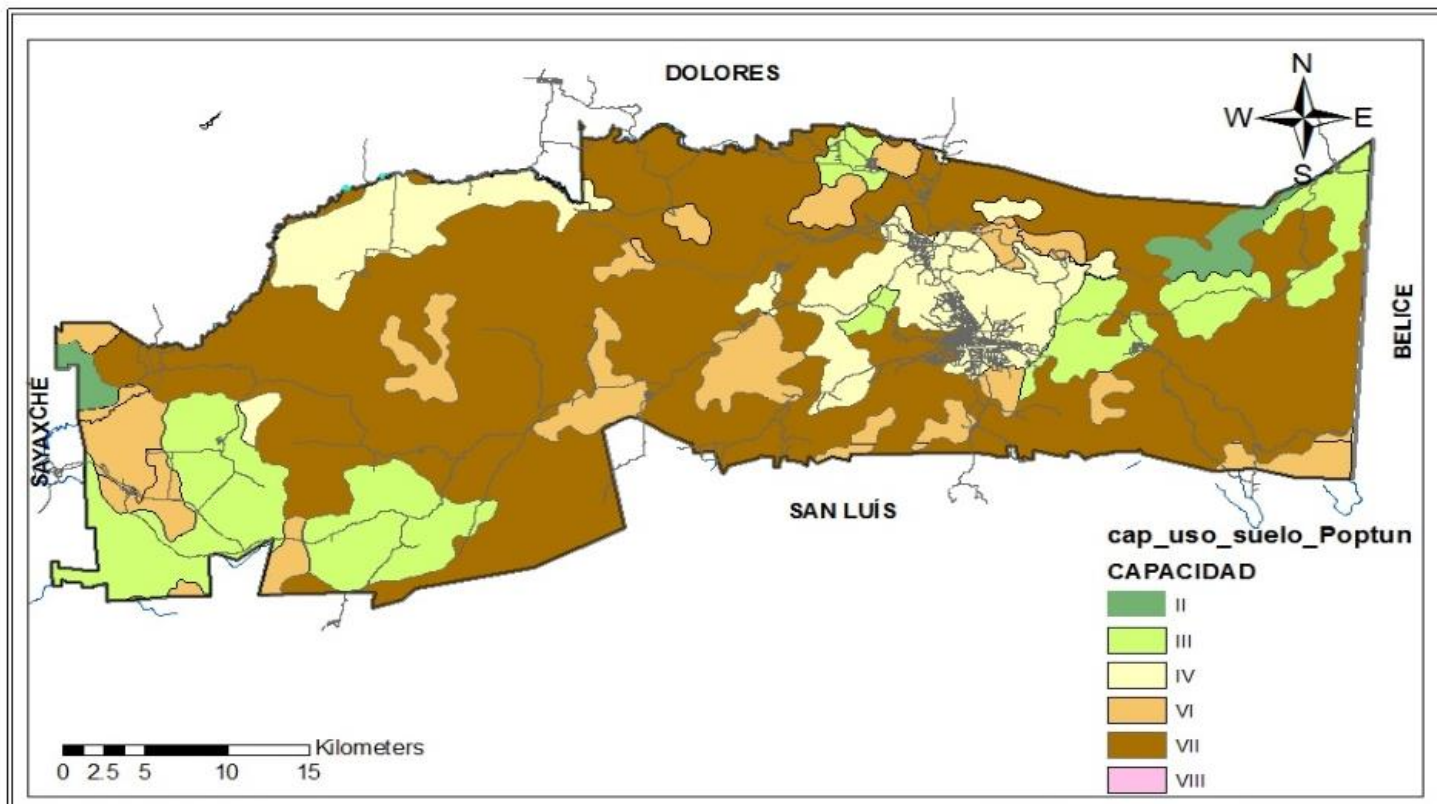 DOLORES
N
W E
S
BELICE
SAYAXCHÉ
SAN LUÍS
cap_uso_suelo_Poptun
CAPACIDAD
II
III
IV
VI
VII
VIII
Kilometers
0 2.5 5 10 15